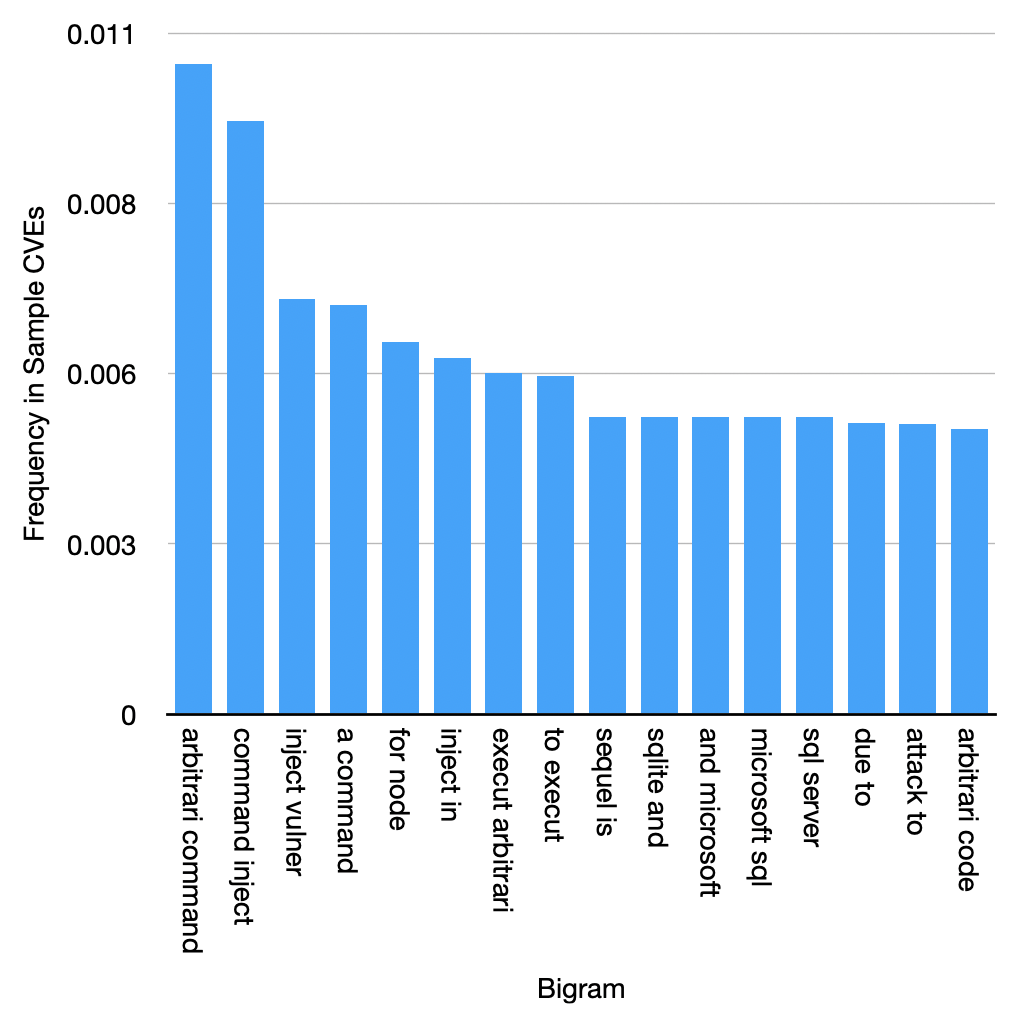 0.011
0.008
0.006
0.003
0
Frequency in Sample CVEs
arbitrari command
command inject
inject vulner
a command
for node
inject in
execut arbitrari
to execut
sequel is
sqlite and
and microsoft
microsoft sql
sql server
due to
attack to
arbitrari code
Bigram